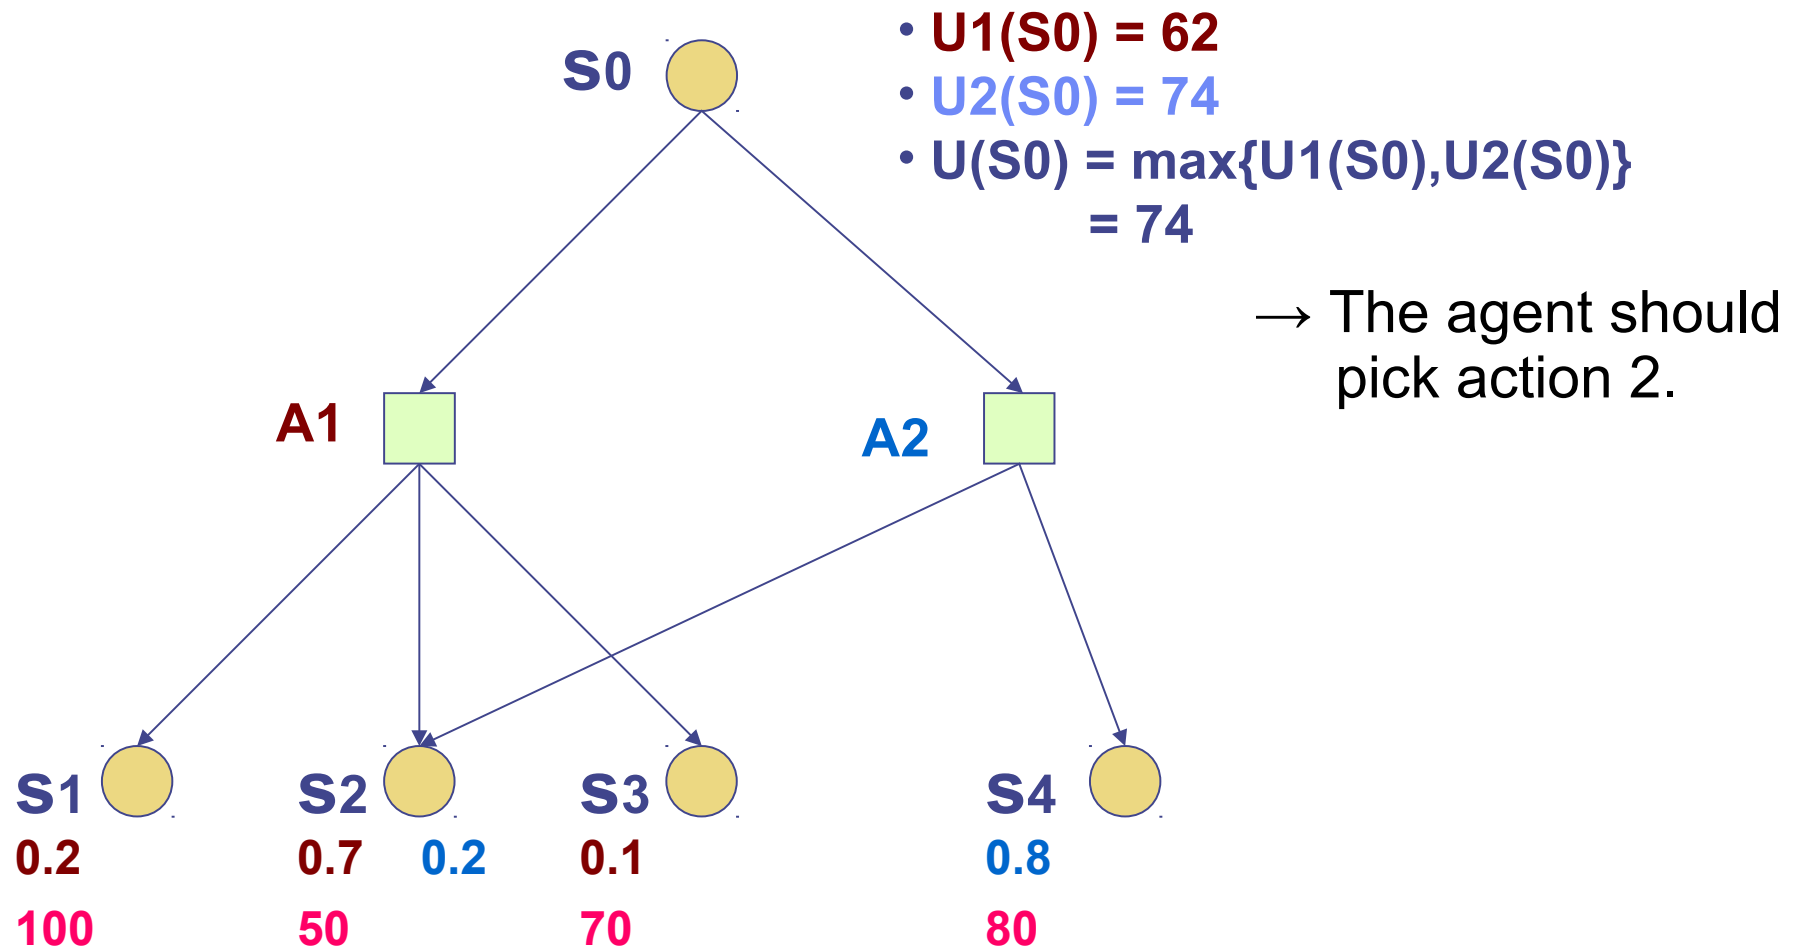 • U1(S0) = 62
s0
• U2(S0) = 74
• U(S0) = max{U1(S0),U2(S0)}
= 74
→ The agent should
pick action 2.
A1
A2
s1
s2
s3
s4
0.2
0.7
0.2
0.1
0.8
100
50
70
80